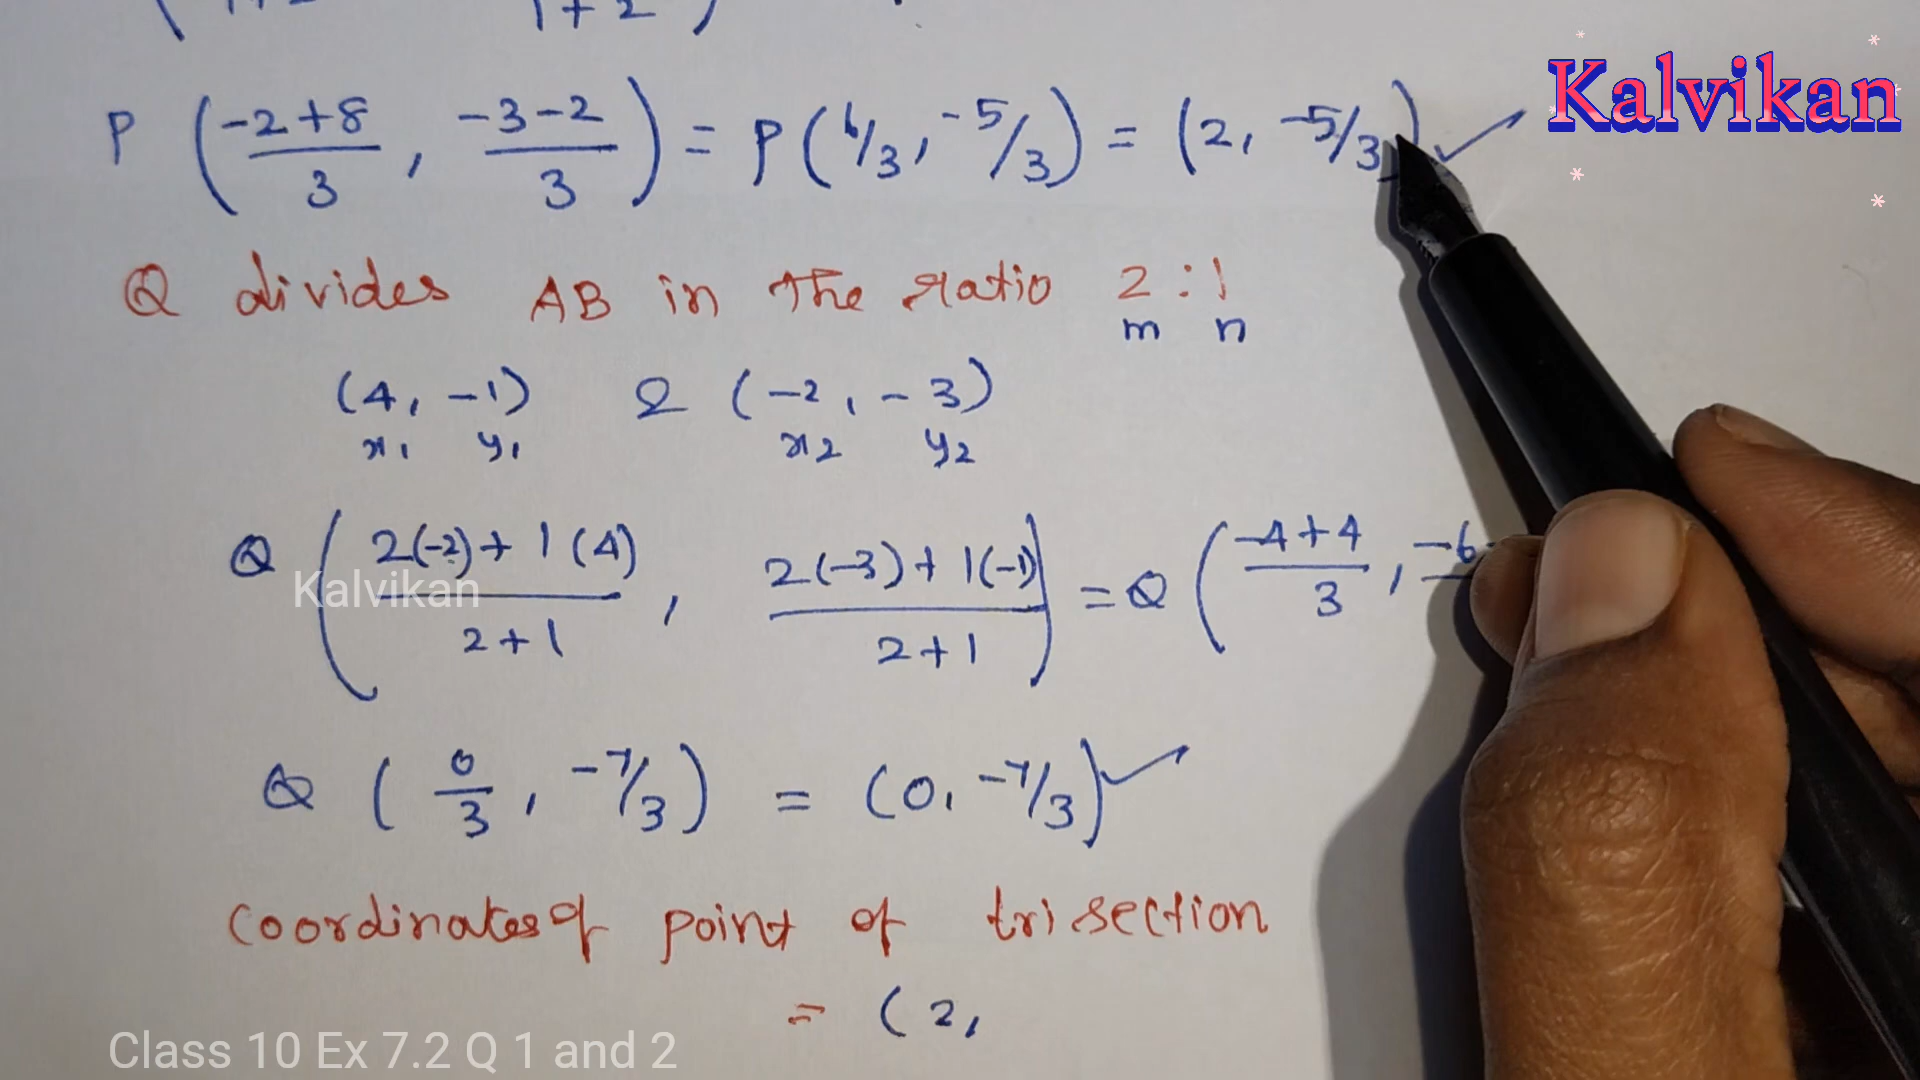 1+2
Kalvikan
P (-2+8/3, -3-2/3) = P(6/3, -5/3) = (2, -5/3)
Q divides AB in the ratio 2:1
m n
(4, -1) & (-2, -3)
x1 y1 x2 y2
Q (2(-2)+1(4)/2+1, 2(-3)+1(-1)/2+1) = Q (-4+4/3, -6
Kalvikan
Q (0/3, -7/3) = (0, -7/3)
coordinates of point of trisection
= (2,
Class 10 Ex 7.2 Q 1 and 2